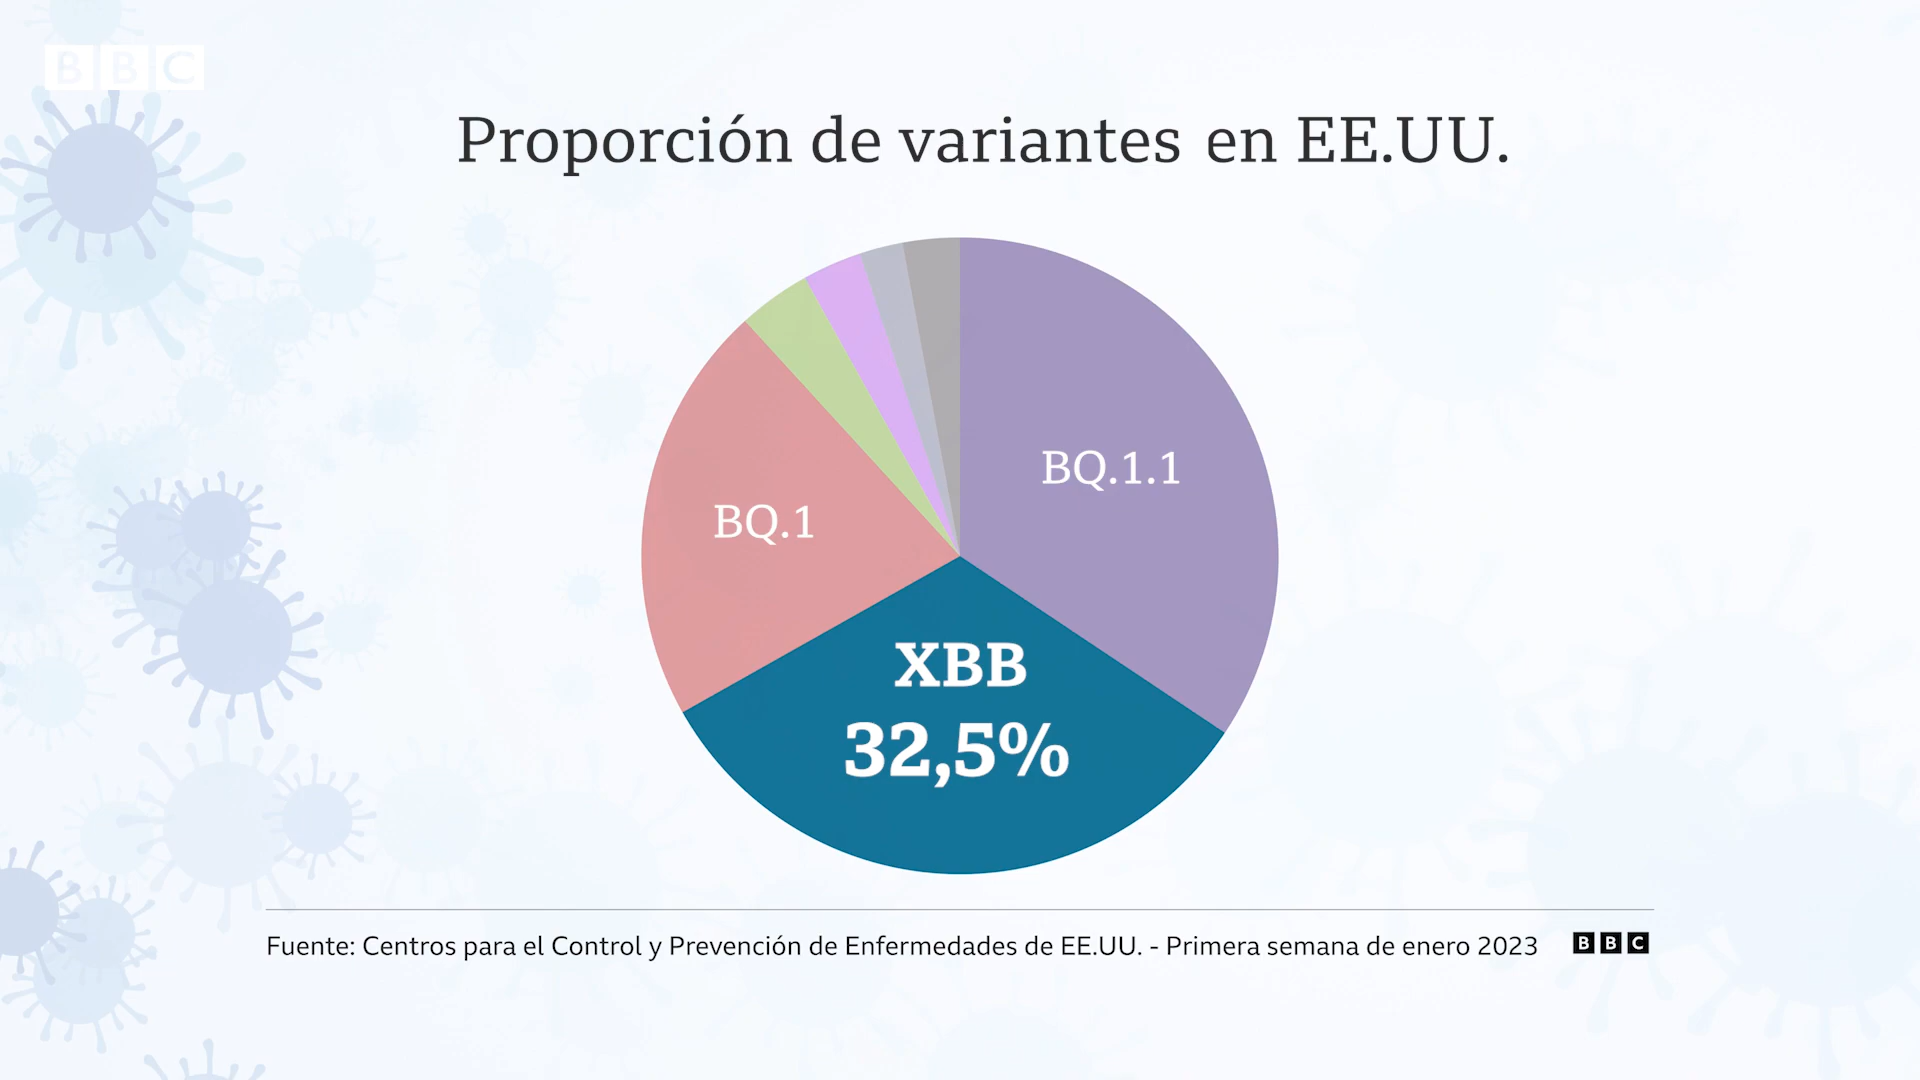 BBC
Proporción de variantes en EE.UU.
BQ.1.1
BQ.1
XBB
32,5%
Fuente: Centros para el Control y Prevención de Enfermedades de EE.UU. - Primera semana de enero 2023 BBC